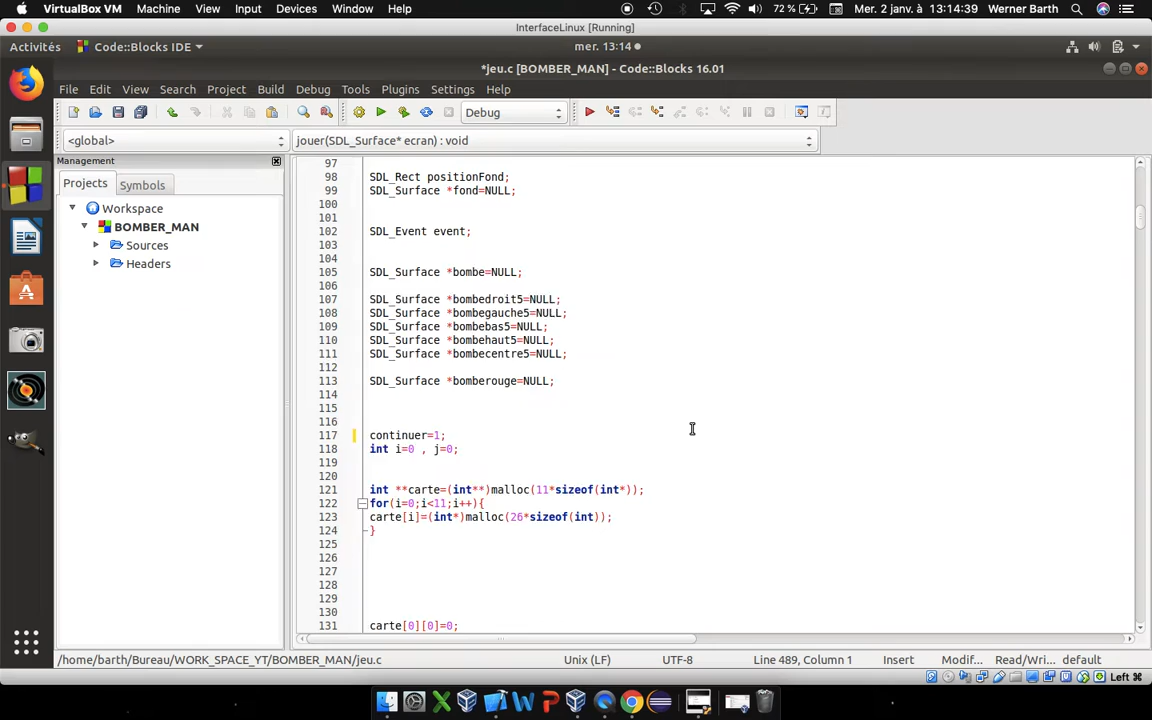 VirtualBox VM Machine View Input Devices Window Help 72 % Mer. 2 janv. à 13:14:39 Werner Barth
InterfaceLinux [Running]
Activités Code::Blocks IDE mer. 13:14
*jeu.c [BOMBER_MAN] - Code::Blocks 16.01
File Edit View Search Project Build Debug Tools Plugins Settings Help
Debug
<global> jouer(SDL_Surface* ecran) : void
Management
Projects Symbols
Workspace
BOMBER_MAN
Sources
Headers
97
98 SDL_Rect positionFond;
99 SDL_Surface *fond=NULL;
100
101
102 SDL_Event event;
103
104
105 SDL_Surface *bombe=NULL;
106
107 SDL_Surface *bombedroit5=NULL;
108 SDL_Surface *bombegauche5=NULL;
109 SDL_Surface *bombebas5=NULL;
110 SDL_Surface *bombehaut5=NULL;
111 SDL_Surface *bombecentre5=NULL;
112
113 SDL_Surface *bomberouge=NULL;
114
115
116
117 continuer=1;
118 int i=0 , j=0;
119
120
121 int **carte=(int**)malloc(11*sizeof(int*));
122 for(i=0;i<11;i++){
123 carte[i]=(int*)malloc(26*sizeof(int));
124 }
125
126
127
128
129
130
131 carte[0][0]=0;
/home/barth/Bureau/WORK_SPACE_YT/BOMBER_MAN/jeu.c Unix (LF) UTF-8 Line 489, Column 1 Insert Modif... Read/Wri... default
Left ⌘